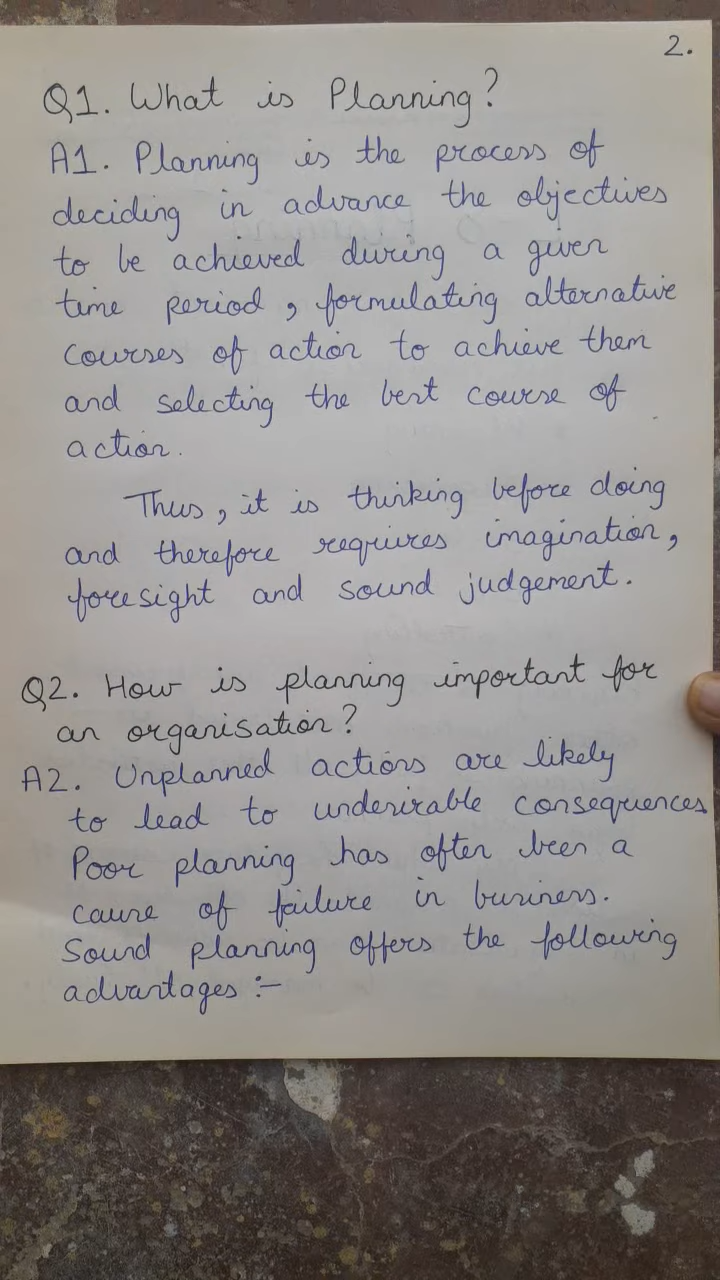 2.
Q1. What is Planning?
A1. Planning is the process of
deciding in advance the objectives
to be achieved during a given
time period, formulating alternative
courses of action to achieve them
and selecting the best course of
action.
Thus, it is thinking before doing
and therefore requires imagination,
foresight and sound judgement.
Q2. How is planning important for
an organisation?
A2. Unplanned actions are likely
to lead to undesirable consequences
Poor planning has often been a
cause of failure in business.
Sound planning offers the following
advantages :-